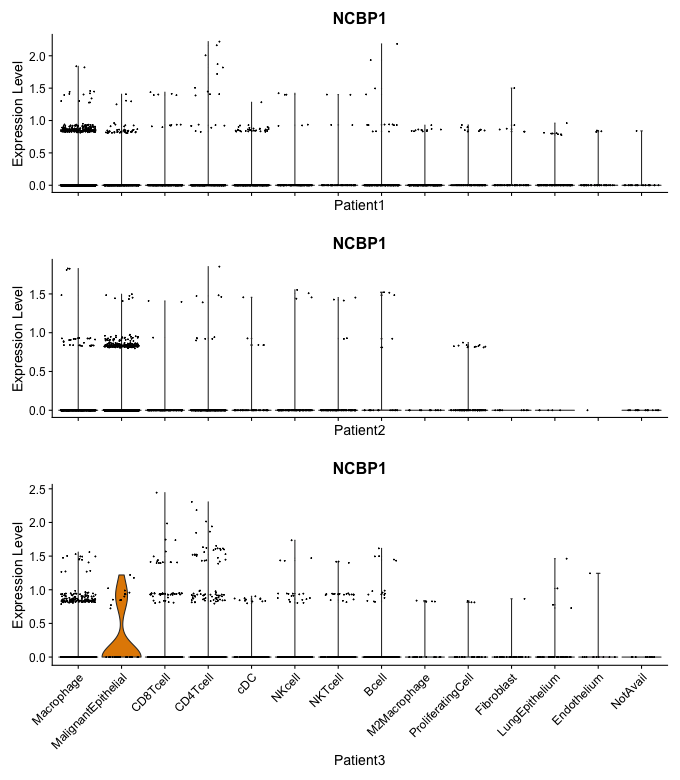 NCBP1
Expression Level
2.0
1.5
1.0
0.5
0.0
Patient1
NCBP1
Expression Level
1.5
1.0
0.5
0.0
Patient2
NCBP1
Expression Level
2.5
2.0
1.5
1.0
0.5
0.0
Macrophage
MalignantEpithelial
CD8Tcell
CD4Tcell
cDC
NKcell
NKTcell
Bcell
M2Macrophage
ProliferatingCell
Fibroblast
LungEpithelium
Endothelium
NotAvail
Patient3